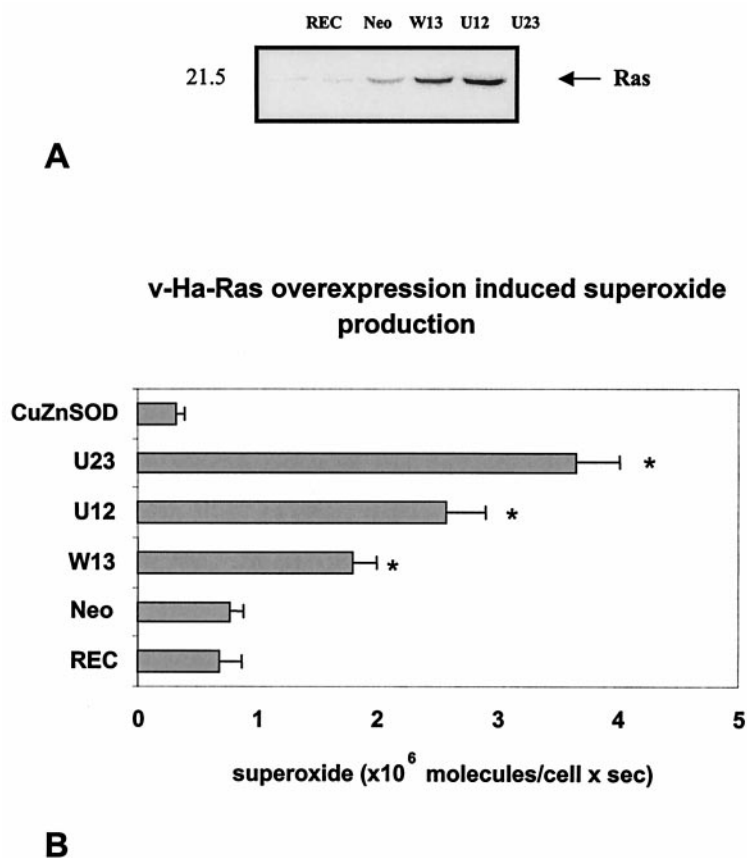 REC Neo W13 U12 U23
21.5 Ras
A
v-Ha-Ras overexpression induced superoxide
production
CuZnSOD
U23 *
U12 *
W13 *
Neo
REC
0 1 2 3 4 5
superoxide (x10⁶ molecules/cell x sec)
B